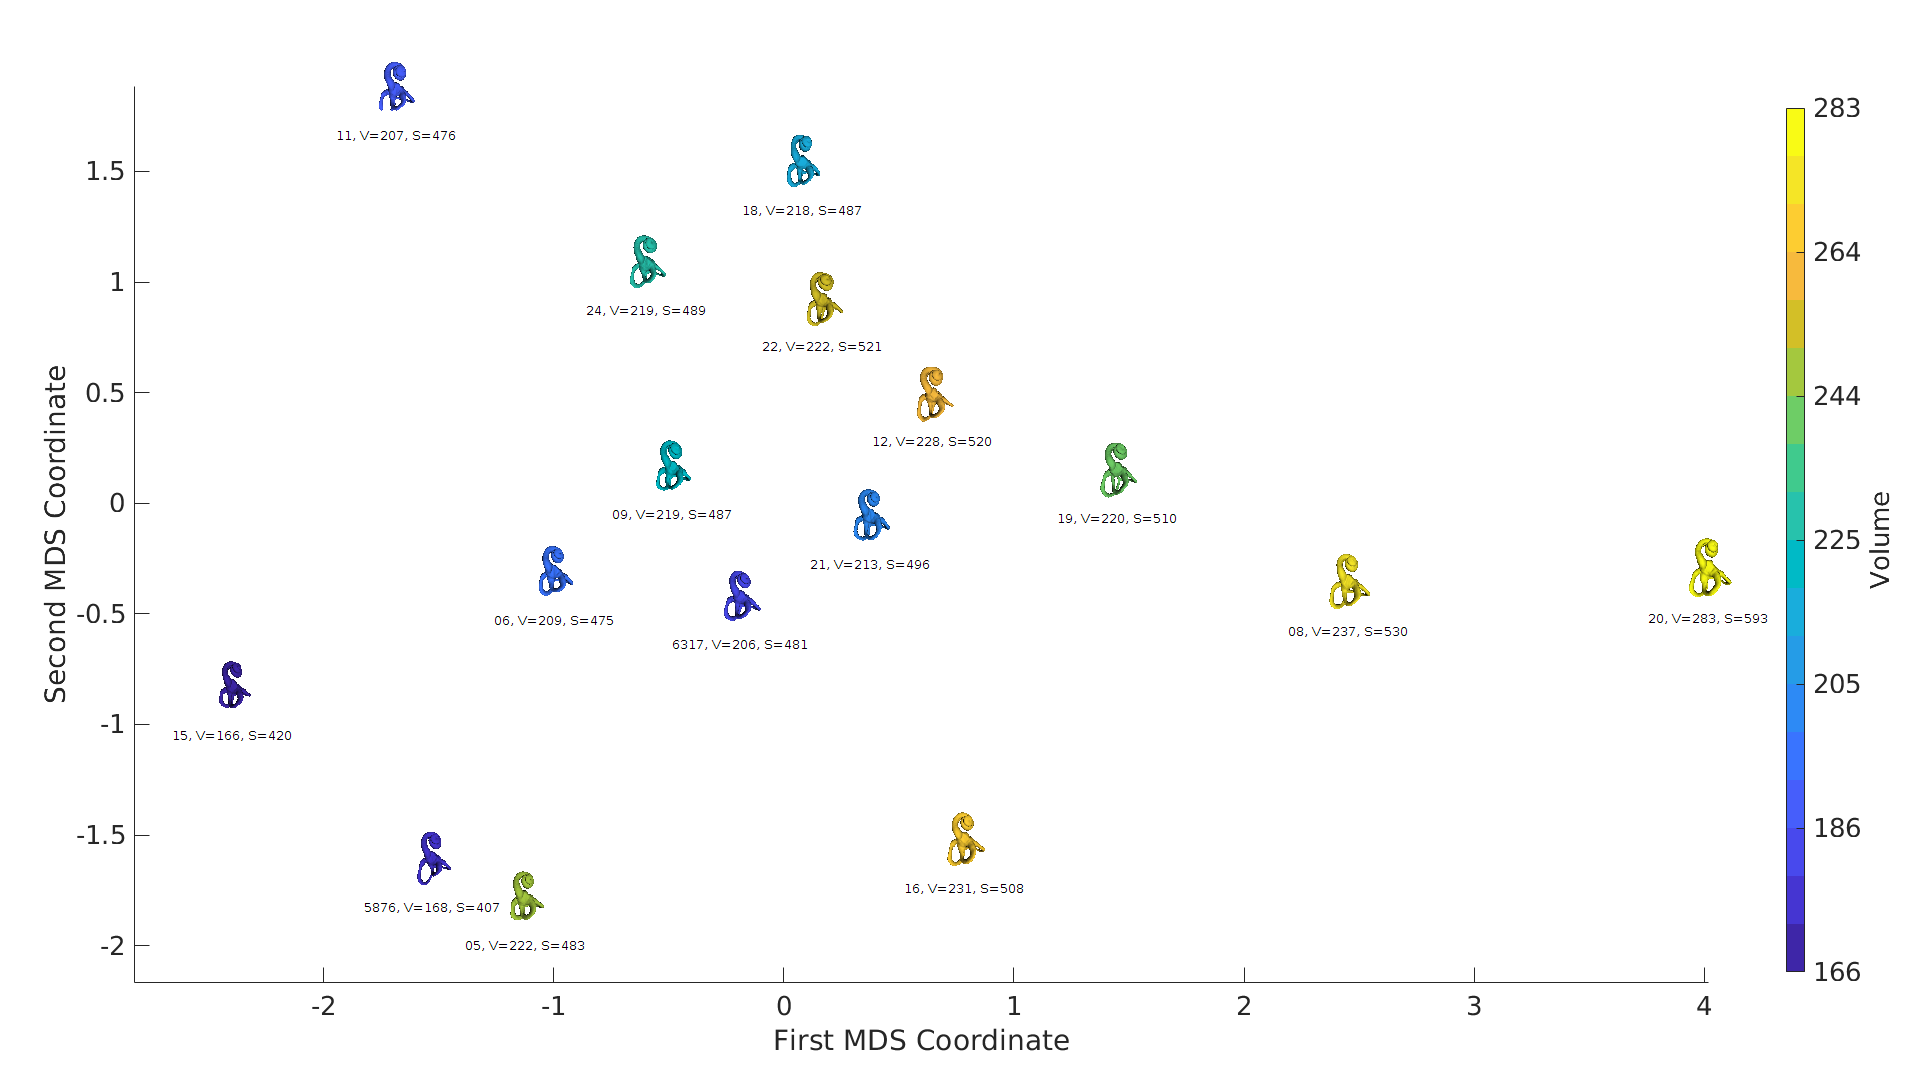 11, V=207, S=476
18, V=218, S=487
24, V=219, S=489
22, V=222, S=521
12, V=228, S=520
09, V=219, S=487
19, V=220, S=510
21, V=213, S=496
06, V=209, S=475
6317, V=206, S=481
08, V=237, S=530
20, V=283, S=593
15, V=166, S=420
5876, V=168, S=407
16, V=231, S=508
05, V=222, S=483
Second MDS Coordinate
1.5
1
0.5
0
-0.5
-1
-1.5
-2
-2
-1
0
1
2
3
4
First MDS Coordinate
283
264
244
225
205
186
166
Volume